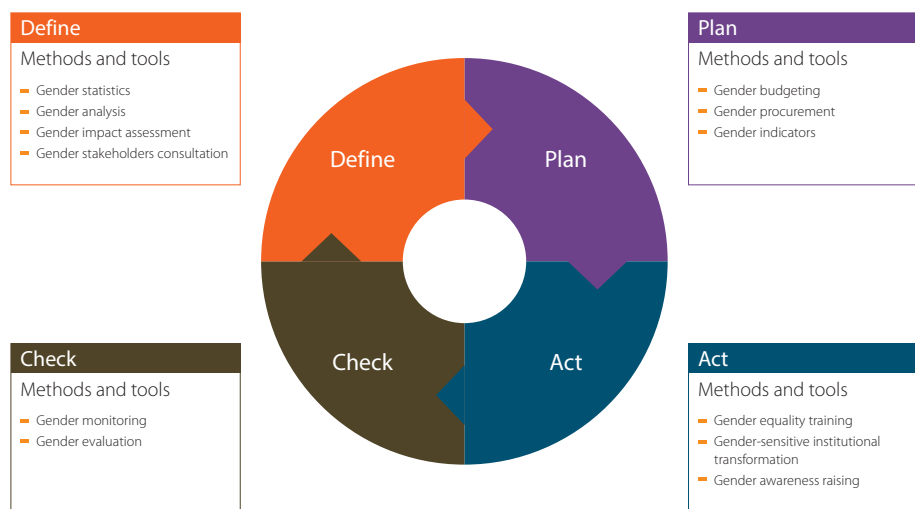 Define
Methods and tools
Gender statistics
Gender analysis
Gender impact assessment
Gender stakeholders consultation
Plan
Methods and tools
Gender budgeting
Gender procurement
Gender indicators
Define
Plan
Check
Act
Check
Methods and tools
Gender monitoring
Gender evaluation
Act
Methods and tools
Gender equality training
Gender-sensitive institutional
transformation
Gender awareness raising